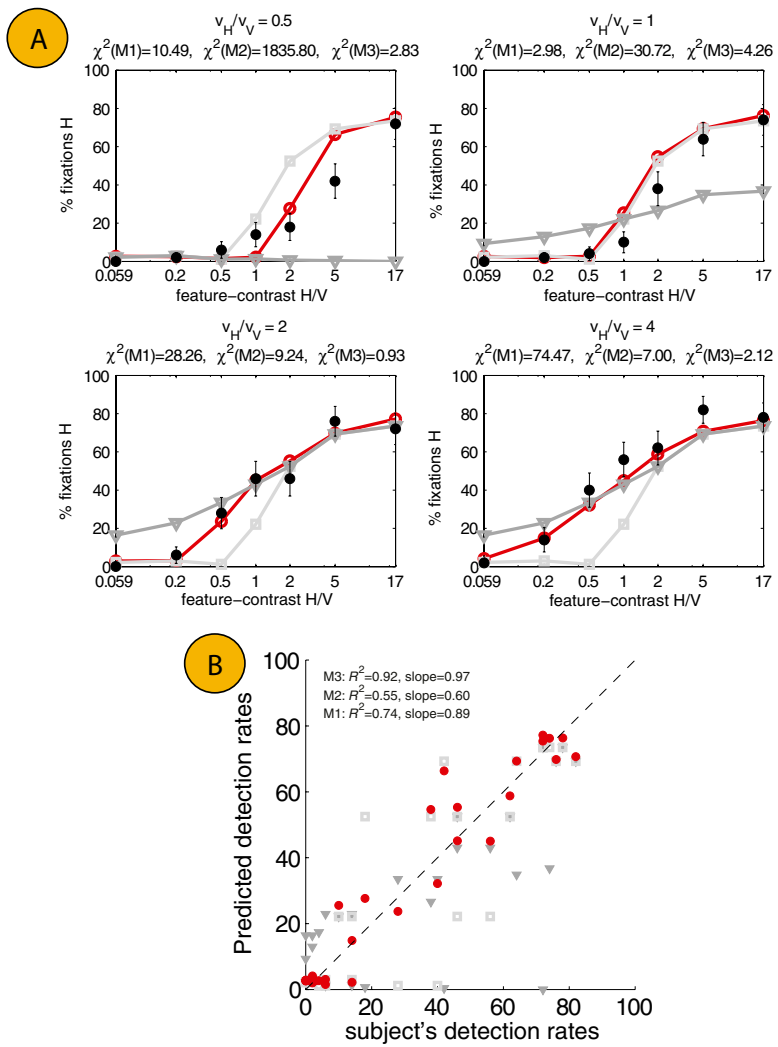 A
v_H/v_V = 0.5
χ²(M1)=10.49, χ²(M2)=1835.80, χ²(M3)=2.83
100
80
60
40
20
0
% fixations H
0.059 0.2 0.5 1 2 5 17
feature−contrast H/V
v_H/v_V = 1
χ²(M1)=2.98, χ²(M2)=30.72, χ²(M3)=4.26
100
80
60
40
20
0
% fixations H
0.059 0.2 0.5 1 2 5 17
feature−contrast H/V
v_H/v_V = 2
χ²(M1)=28.26, χ²(M2)=9.24, χ²(M3)=0.93
100
80
60
40
20
0
% fixations H
0.059 0.2 0.5 1 2 5 17
feature−contrast H/V
v_H/v_V = 4
χ²(M1)=74.47, χ²(M2)=7.00, χ²(M3)=2.12
100
80
60
40
20
0
% fixations H
0.059 0.2 0.5 1 2 5 17
feature−contrast H/V
B
M3: R²=0.92, slope=0.97
M2: R²=0.55, slope=0.60
M1: R²=0.74, slope=0.89
100
80
60
40
20
0
Predicted detection rates
0 20 40 60 80 100
subject's detection rates